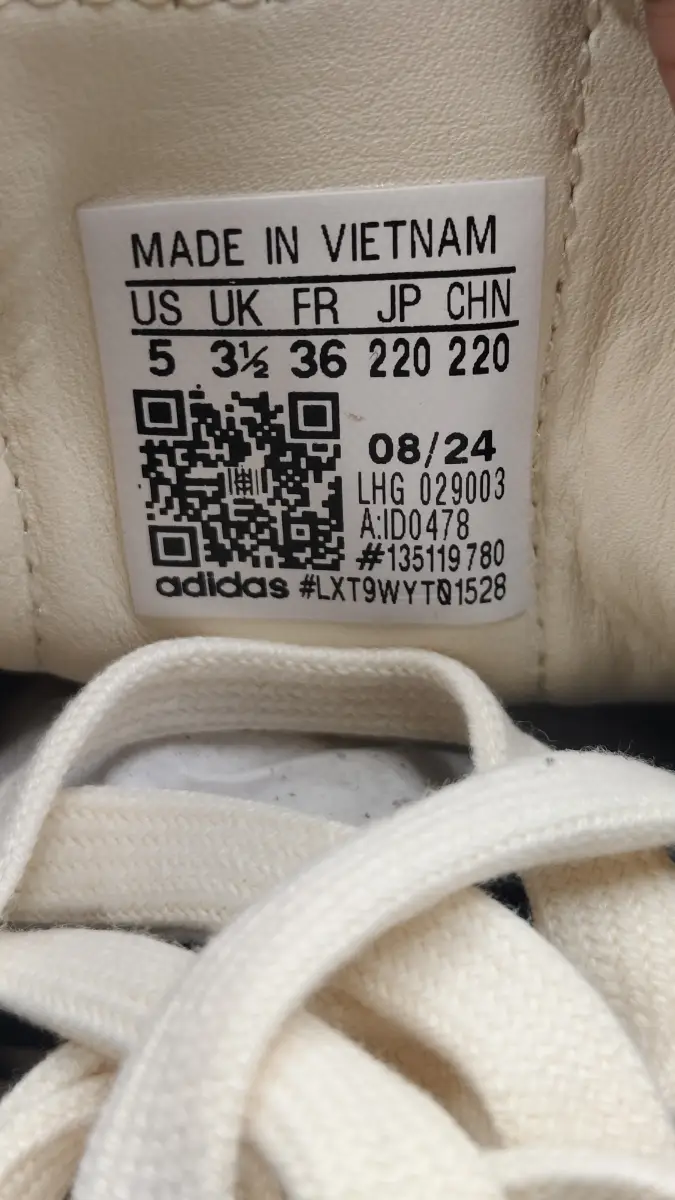 MADE IN VIETNAM
US UK FR JP CHN
5 3½ 36 220 220
08/24
LHG 029003
A:ID0478
#135119780
adidas #LXT9WYTQ1528